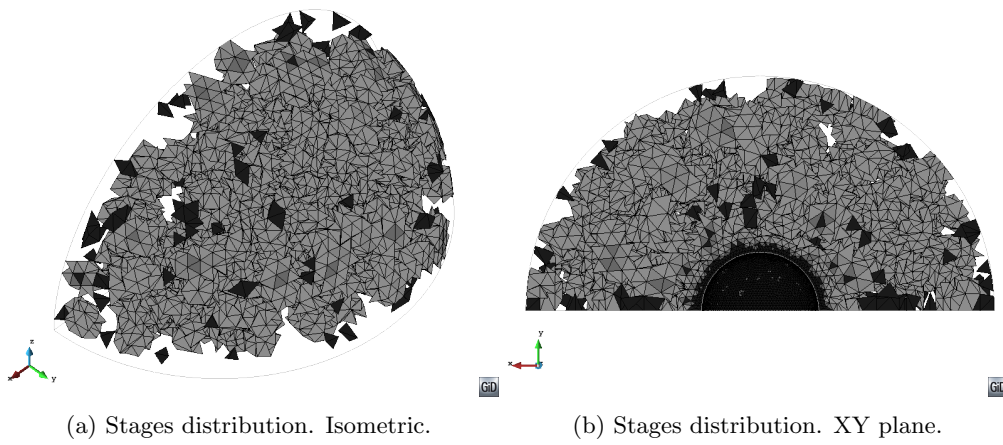 z
x
y
GiD
y
x
z
GiD
(a) Stages distribution. Isometric.
(b) Stages distribution. XY plane.